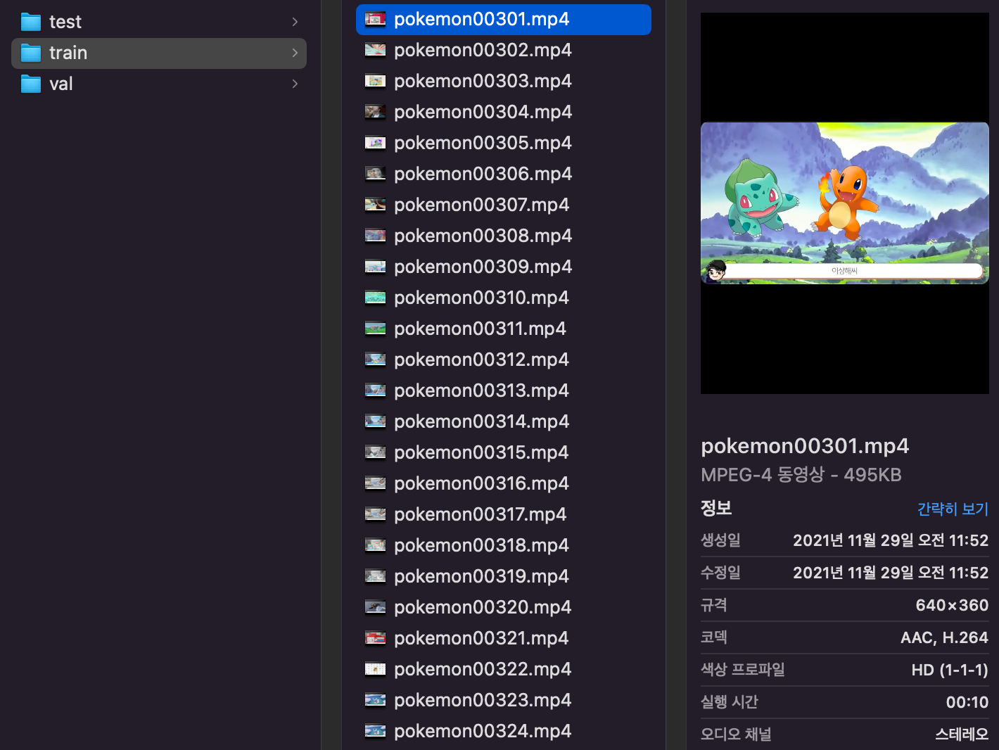 test
train
val
pokemon00301.mp4
pokemon00302.mp4
pokemon00303.mp4
pokemon00304.mp4
pokemon00305.mp4
pokemon00306.mp4
pokemon00307.mp4
pokemon00308.mp4
pokemon00309.mp4
pokemon00310.mp4
pokemon00311.mp4
pokemon00312.mp4
pokemon00313.mp4
pokemon00314.mp4
pokemon00315.mp4
pokemon00316.mp4
pokemon00317.mp4
pokemon00318.mp4
pokemon00319.mp4
pokemon00320.mp4
pokemon00321.mp4
pokemon00322.mp4
pokemon00323.mp4
pokemon00324.mp4
이상해씨
pokemon00301.mp4
MPEG-4 동영상 - 495KB
정보 간략히 보기
생성일 2021년 11월 29일 오전 11:52
수정일 2021년 11월 29일 오전 11:52
규격 640×360
코덱 AAC, H.264
색상 프로파일 HD (1-1-1)
실행 시간 00:10
오디오 채널 스테레오